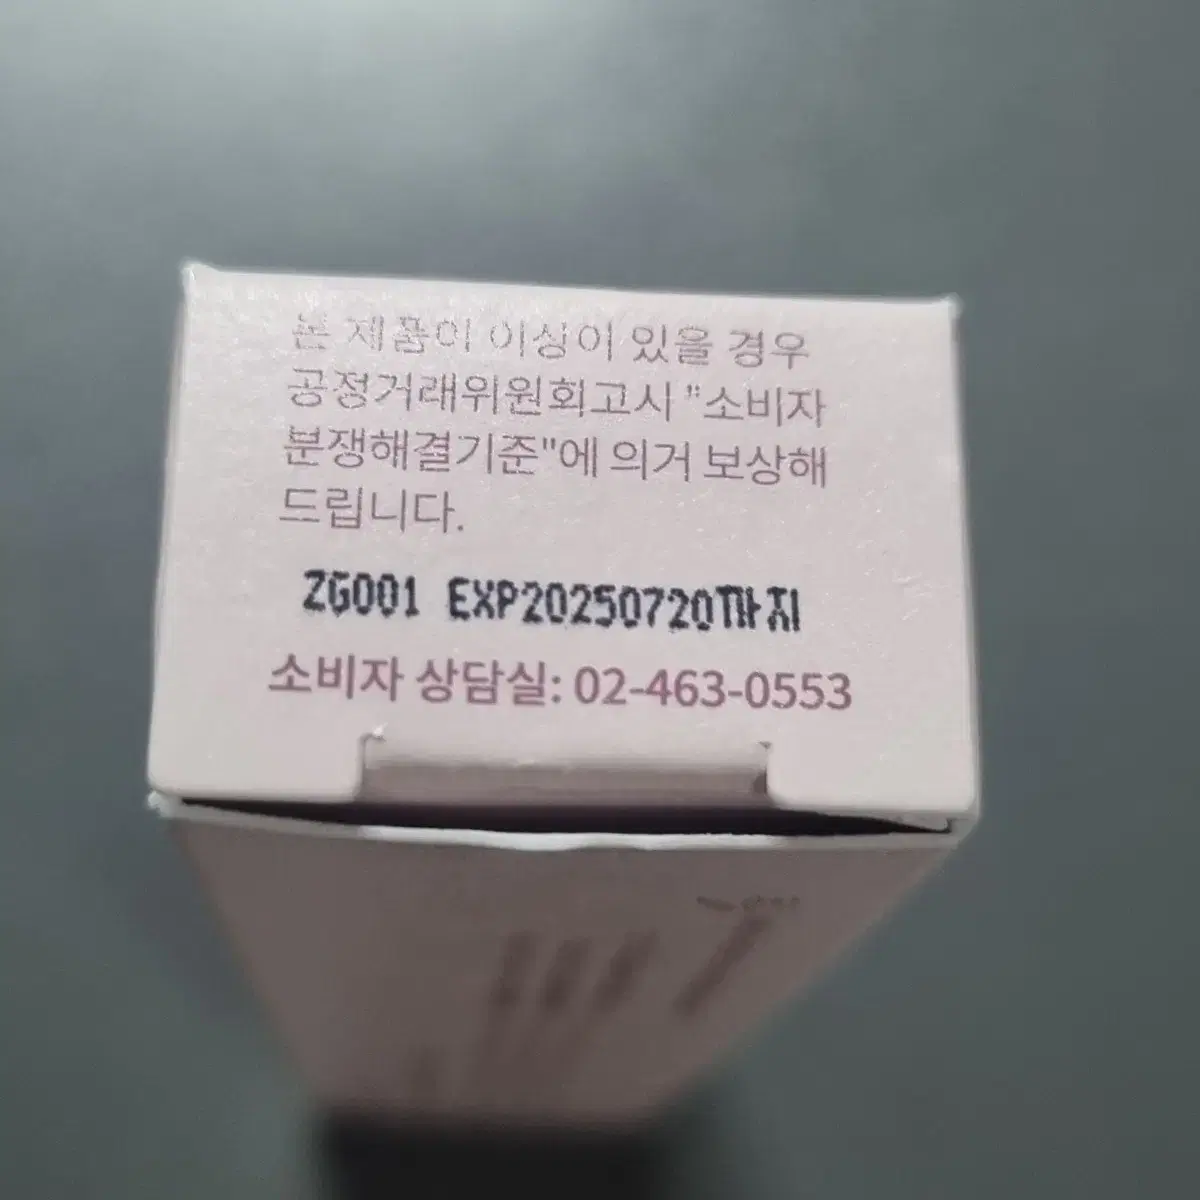 본 제품이 이상이 있을 경우
공정거래위원회고시 "소비자
분쟁해결기준"에 의거 보상해
드립니다.
ZG001 EXP20250720까지
소비자 상담실: 02-463-0553